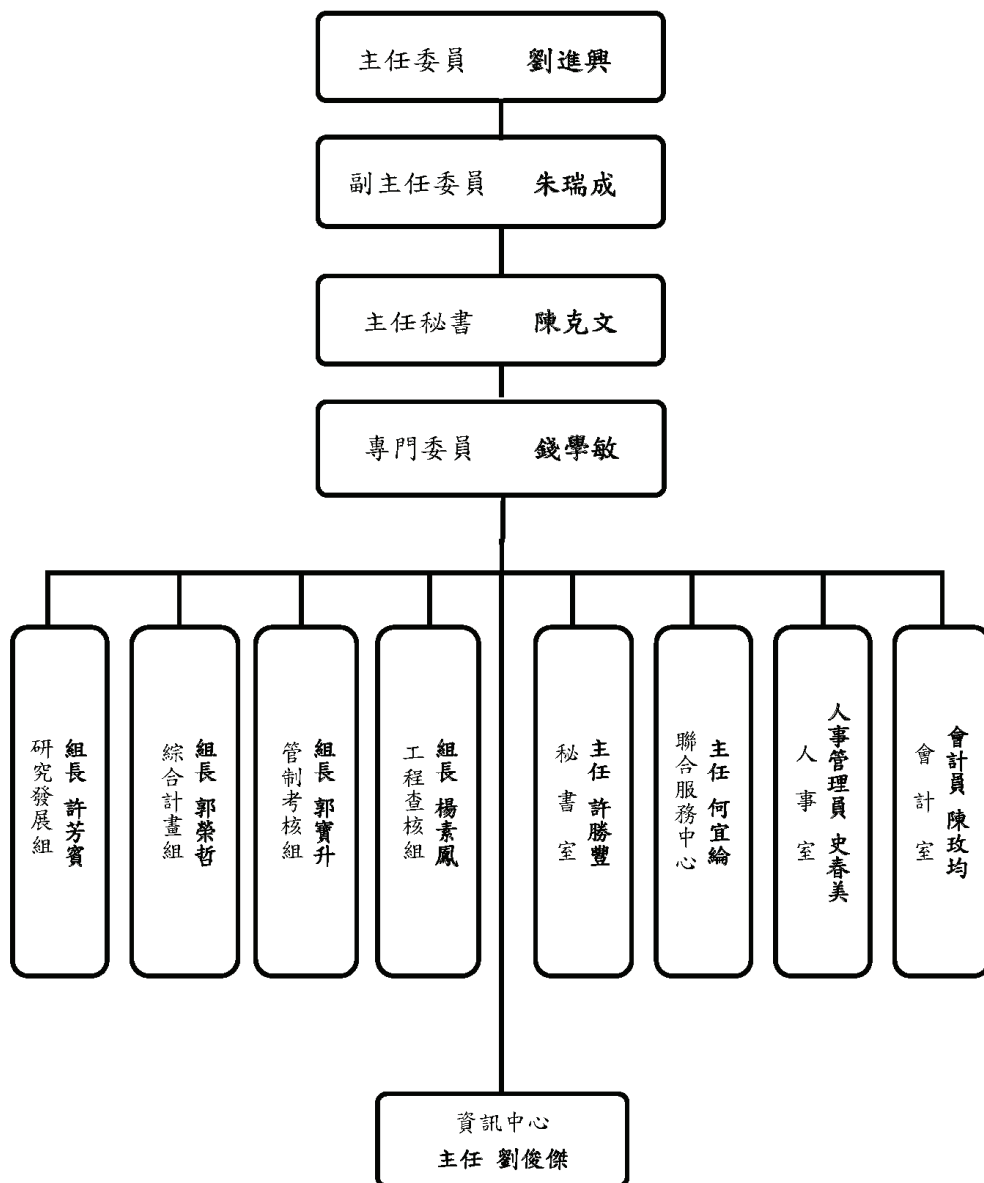 主任委員 劉進興
副主任委員 朱瑞成
主任秘書 陳克文
專門委員 錢學敏
組長 許芳賓
研究發展組
組長 郭榮哲
綜合計畫組
組長 郭寶升
管制考核組
組長 楊素鳳
工程查核組
主任 許勝豐
秘書室
主任 何宜綸
聯合服務中心
人事管理員 史春美
人事室
會計員 陳玫均
會計室
資訊中心
主任 劉俊傑